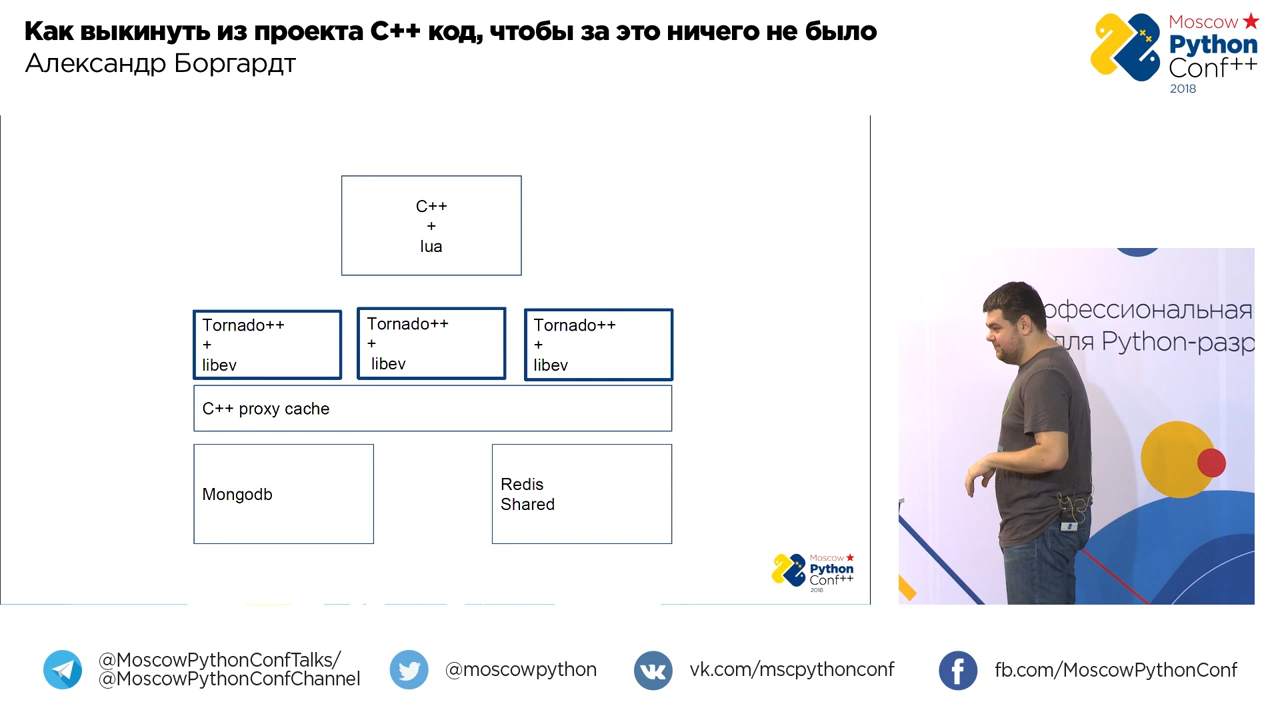 Как выкинуть из проекта C++ код, чтобы за это ничего не было
Александр Боргардт
Moscow
Python
Conf++
2018
C++
+
lua
Tornado++
+
libev
Tornado++
+
libev
Tornado++
+
libev
C++ proxy cache
Mongodb
Redis
Shared
Moscow
Python
Conf++
2018
офессиональная
для Python-разр
@MoscowPythonConfTalks/
@MoscowPythonConfChannel
@moscowpython
vk.com/mscpythonconf
fb.com/MoscowPythonConf